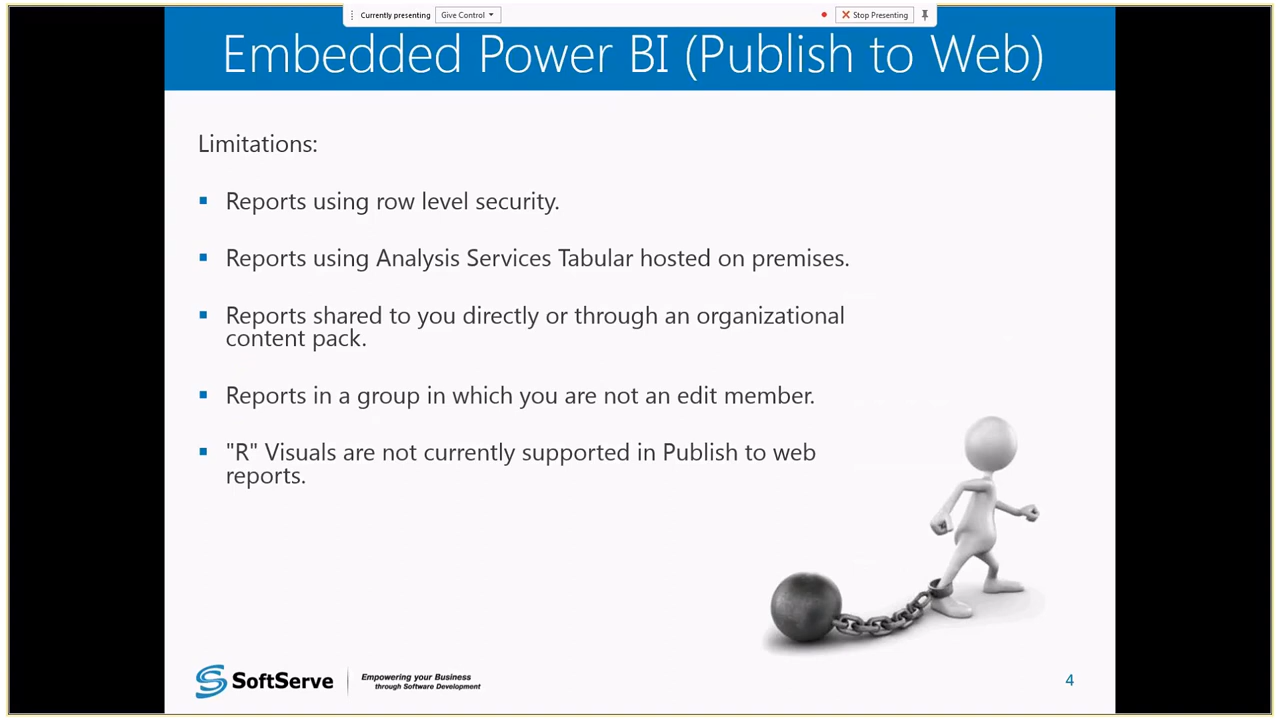 Currently presenting
Give Control
Stop Presenting
Embedded Power BI (Publish to Web)
Limitations:
Reports using row level security.
Reports using Analysis Services Tabular hosted on premises.
Reports shared to you directly or through an organizational
content pack.
Reports in a group in which you are not an edit member.
"R" Visuals are not currently supported in Publish to web
reports.
SoftServe
Empowering your Business
through Software Development
4